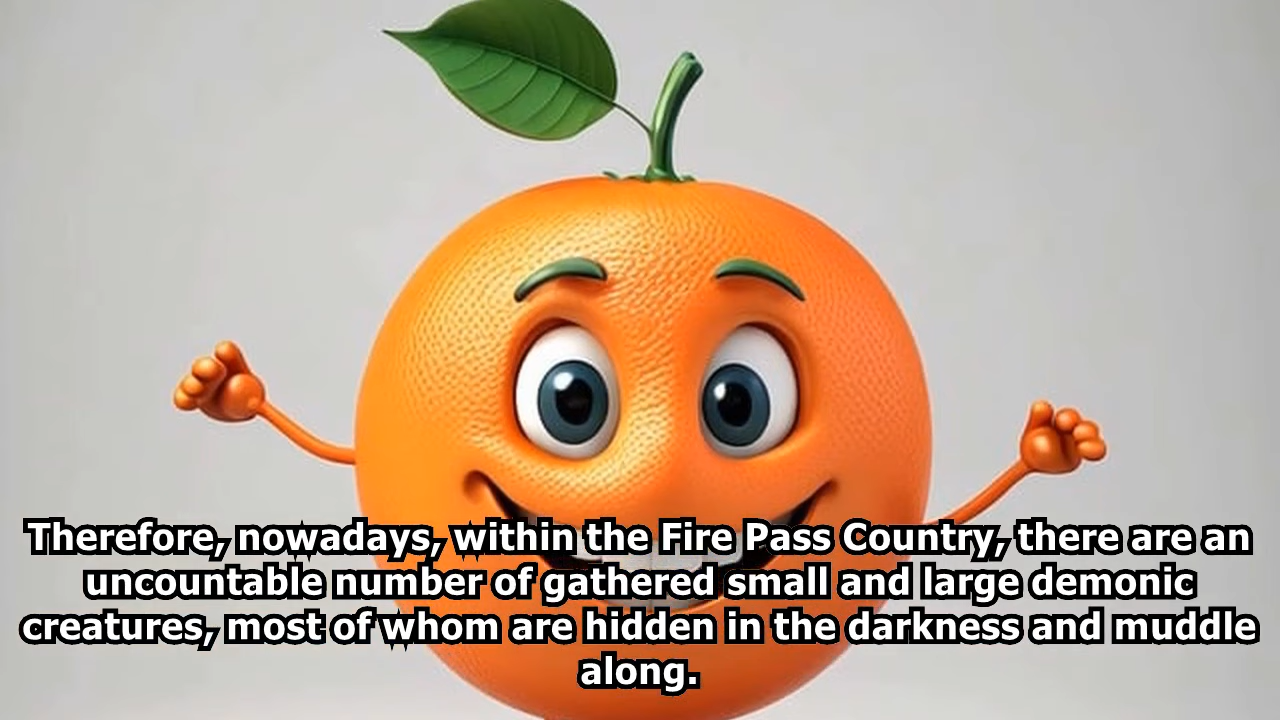 Therefore, nowadays, within the Fire Pass Country, there are an
uncountable number of gathered small and large demonic
creatures, most of whom are hidden in the darkness and muddle
along.